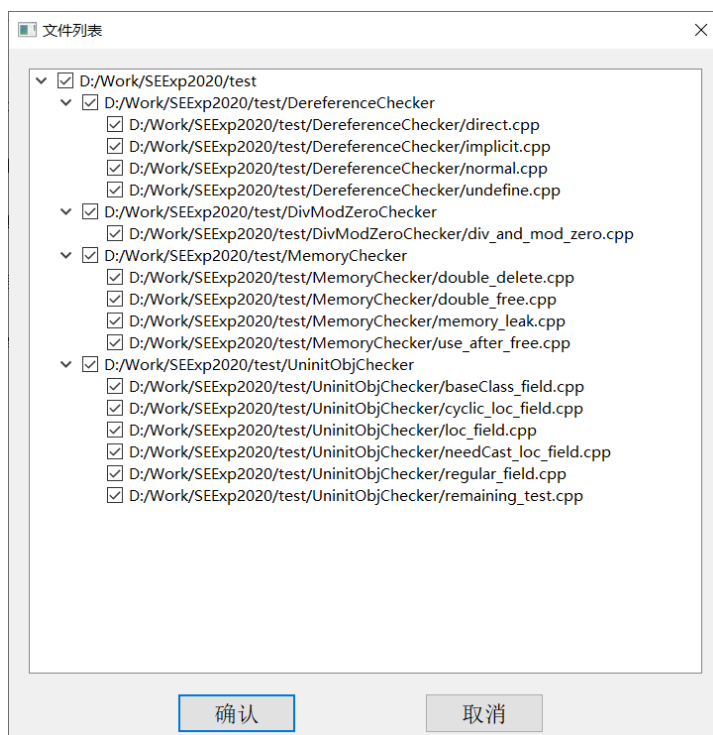 文件列表
D:/Work/SEExp2020/test
D:/Work/SEExp2020/test/DereferenceChecker
D:/Work/SEExp2020/test/DereferenceChecker/direct.cpp
D:/Work/SEExp2020/test/DereferenceChecker/implicit.cpp
D:/Work/SEExp2020/test/DereferenceChecker/normal.cpp
D:/Work/SEExp2020/test/DereferenceChecker/undefine.cpp
D:/Work/SEExp2020/test/DivModZeroChecker
D:/Work/SEExp2020/test/DivModZeroChecker/div_and_mod_zero.cpp
D:/Work/SEExp2020/test/MemoryChecker
D:/Work/SEExp2020/test/MemoryChecker/double_delete.cpp
D:/Work/SEExp2020/test/MemoryChecker/double_free.cpp
D:/Work/SEExp2020/test/MemoryChecker/memory_leak.cpp
D:/Work/SEExp2020/test/MemoryChecker/use_after_free.cpp
D:/Work/SEExp2020/test/UninitObjChecker
D:/Work/SEExp2020/test/UninitObjChecker/baseClass_field.cpp
D:/Work/SEExp2020/test/UninitObjChecker/cyclic_loc_field.cpp
D:/Work/SEExp2020/test/UninitObjChecker/loc_field.cpp
D:/Work/SEExp2020/test/UninitObjChecker/needCast_loc_field.cpp
D:/Work/SEExp2020/test/UninitObjChecker/regular_field.cpp
D:/Work/SEExp2020/test/UninitObjChecker/remaining_test.cpp
确认 取消